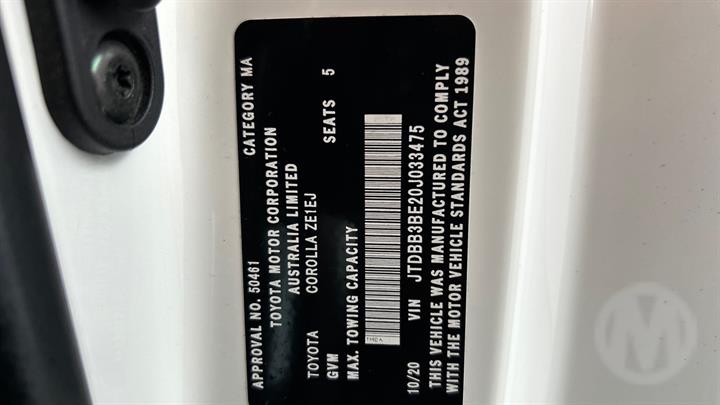 APPROVAL NO. 50461 CATEGORY MA
TOYOTA MOTOR CORPORATION
AUSTRALIA LIMITED
TOYOTA COROLLA ZE1EJ
GVM SEATS 5
MAX. TOWING CAPACITY
10/20 VIN JTDBB3BE20J033475
THIS VEHICLE WAS MANUFACTURED TO COMPLY
WITH THE MOTOR VEHICLE STANDARDS ACT 1989
M